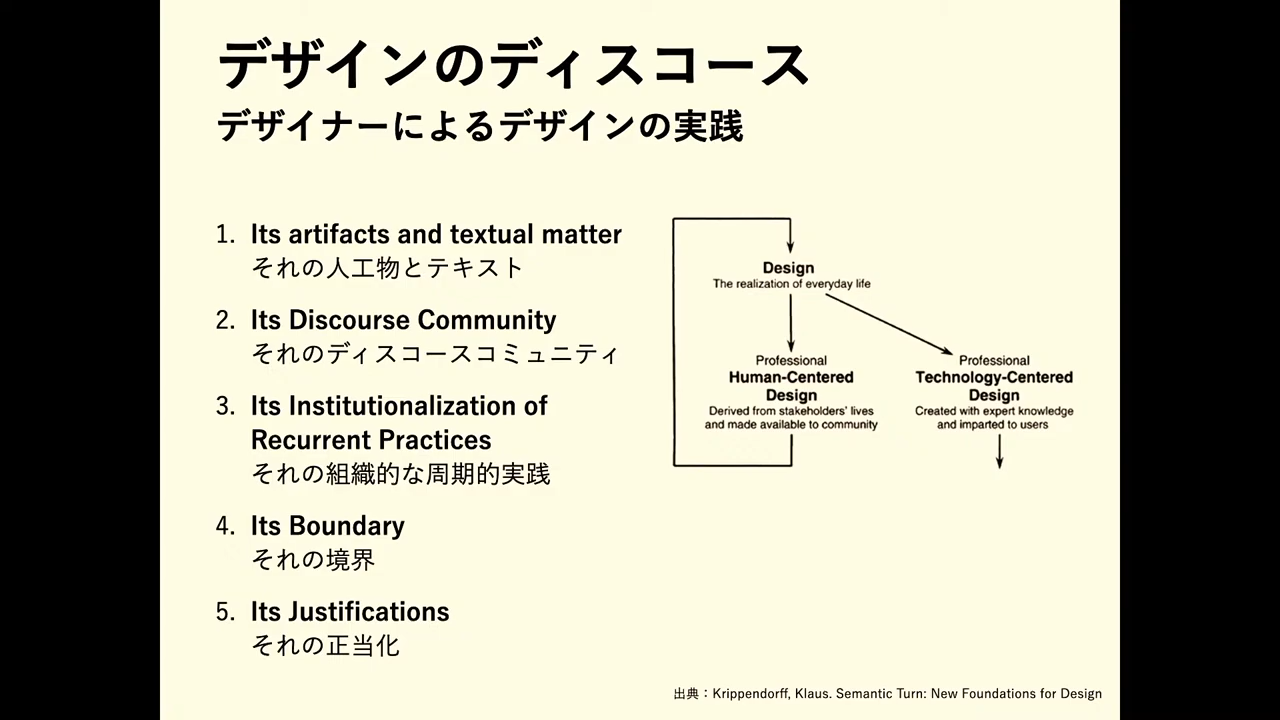 デザインのディスコース
デザイナーによるデザインの実践
1. Its artifacts and textual matter
それの人工物とテキスト
2. Its Discourse Community
それのディスコースコミュニティ
3. Its Institutionalization of
Recurrent Practices
それの組織的な周期的実践
4. Its Boundary
それの境界
5. Its Justifications
それの正当化
Design
The realization of everyday life
Professional
Human-Centered
Design
Derived from stakeholders' lives
and made available to community
Professional
Technology-Centered
Design
Created with expert knowledge
and imparted to users
出典：Krippendorff, Klaus. Semantic Turn: New Foundations for Design